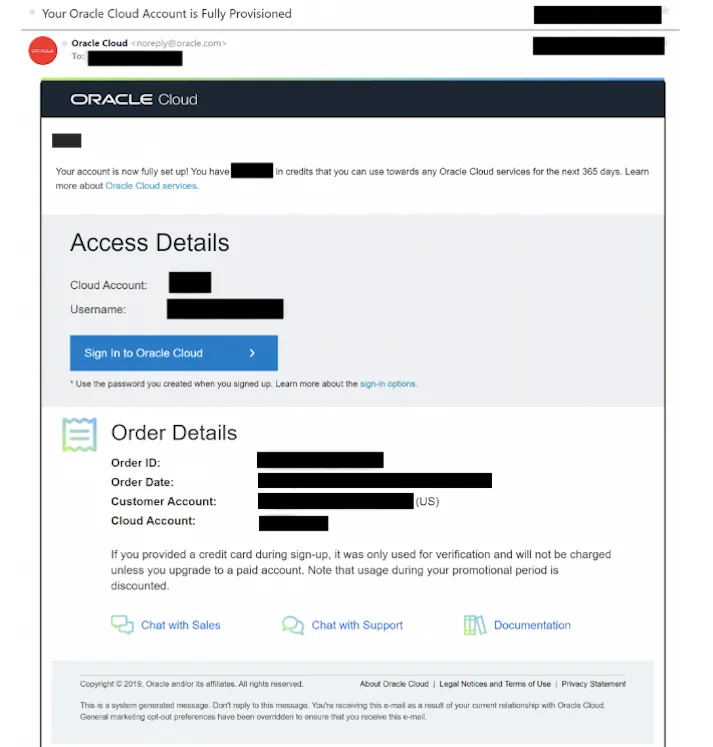 Your Oracle Cloud Account is Fully Provisioned
ORACLE
Oracle Cloud <noreply@oracle.com>
To:
ORACLE Cloud
Your account is now fully set up! You have in credits that you can use towards any Oracle Cloud services for the next 365 days. Learn
more about Oracle Cloud services.
Access Details
Cloud Account:
Username:
Sign In to Oracle Cloud >
* Use the password you created when you signed up. Learn more about the sign-in options.
Order Details
Order ID:
Order Date:
Customer Account: (US)
Cloud Account:
If you provided a credit card during sign-up, it was only used for verification and will not be charged
unless you upgrade to a paid account. Note that usage during your promotional period is
discounted.
Chat with Sales Chat with Support Documentation
Copyright © 2019, Oracle and/or its affiliates. All rights reserved. About Oracle Cloud | Legal Notices and Terms of Use | Privacy Statement
This is a system generated message. Don't reply to this message. You're receiving this e-mail as a result of your current relationship with Oracle Cloud.
General marketing opt-out preferences have been overridden to ensure that you receive this e-mail.